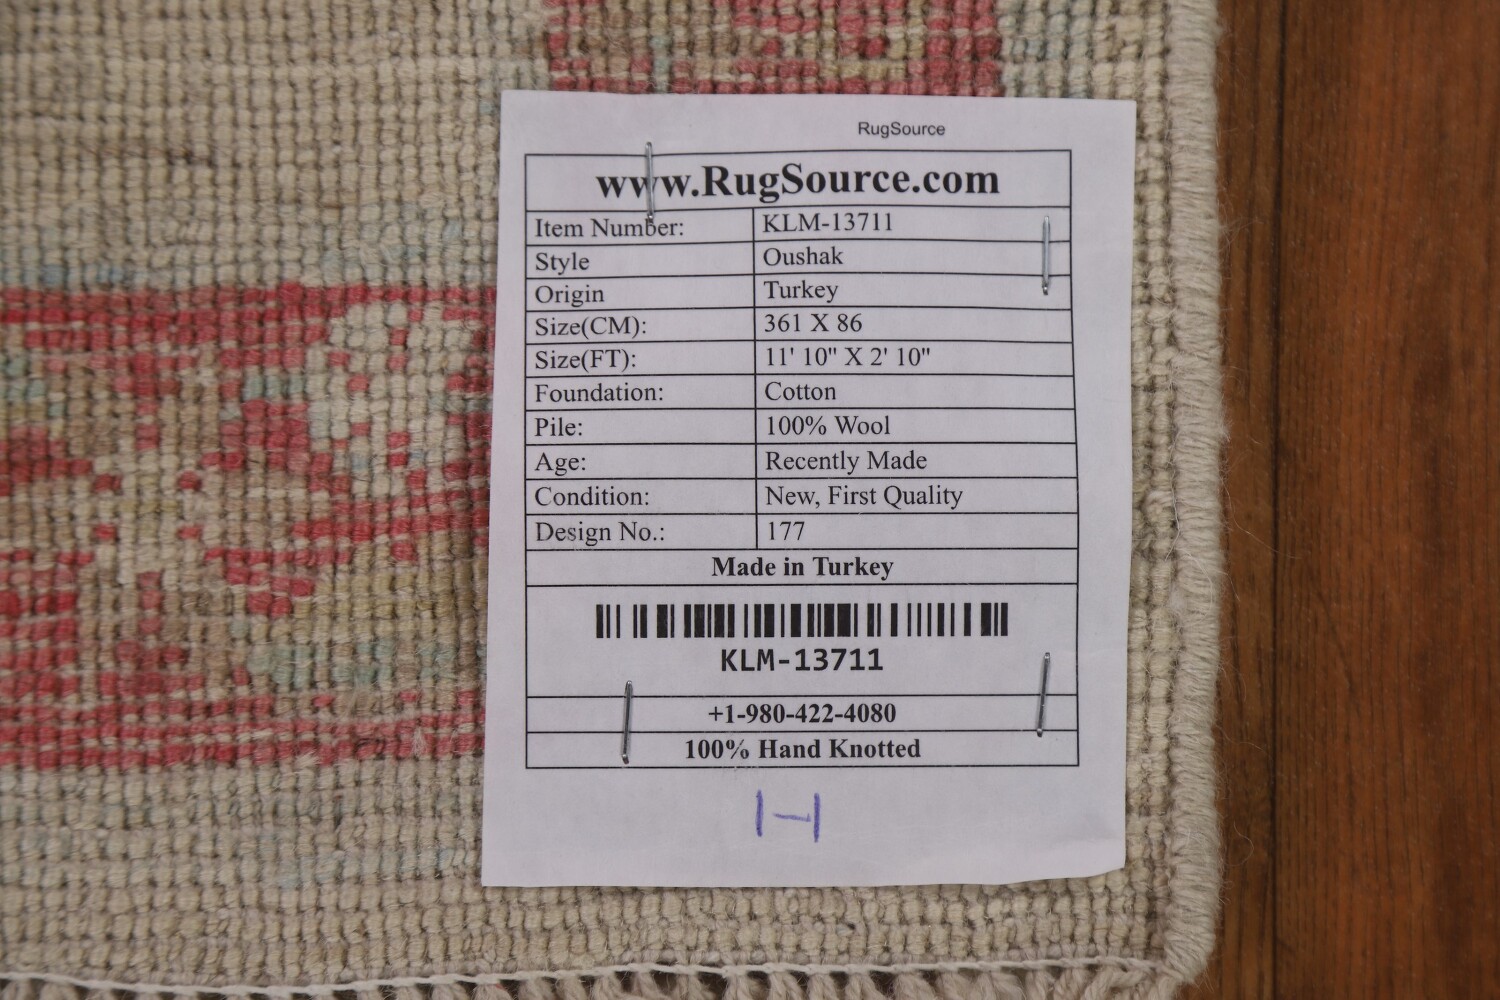 RugSource
www.RugSource.com
Item Number: KLM-13711
Style Oushak
Origin Turkey
Size(CM): 361 X 86
Size(FT): 11' 10" X 2' 10"
Foundation: Cotton
Pile: 100% Wool
Age: Recently Made
Condition: New, First Quality
Design No.: 177
Made in Turkey
KLM-13711
+1-980-422-4080
100% Hand Knotted
1-1